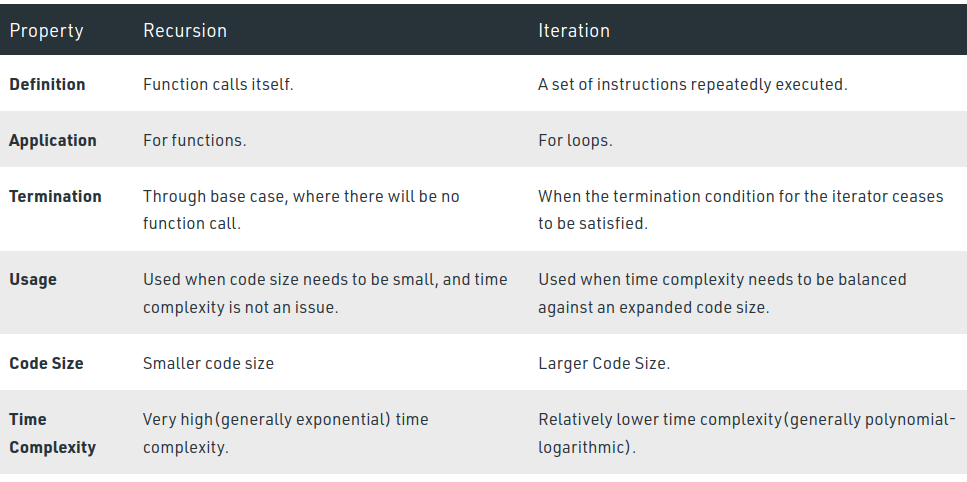 Property Recursion Iteration
Definition Function calls itself. A set of instructions repeatedly executed.
Application For functions. For loops.
Termination Through base case, where there will be no When the termination condition for the iterator ceases
function call. to be satisfied.
Usage Used when code size needs to be small, and time Used when time complexity needs to be balanced
complexity is not an issue. against an expanded code size.
Code Size Smaller code size Larger Code Size.
Time Very high(generally exponential) time Relatively lower time complexity(generally polynomial-
Complexity complexity. logarithmic).